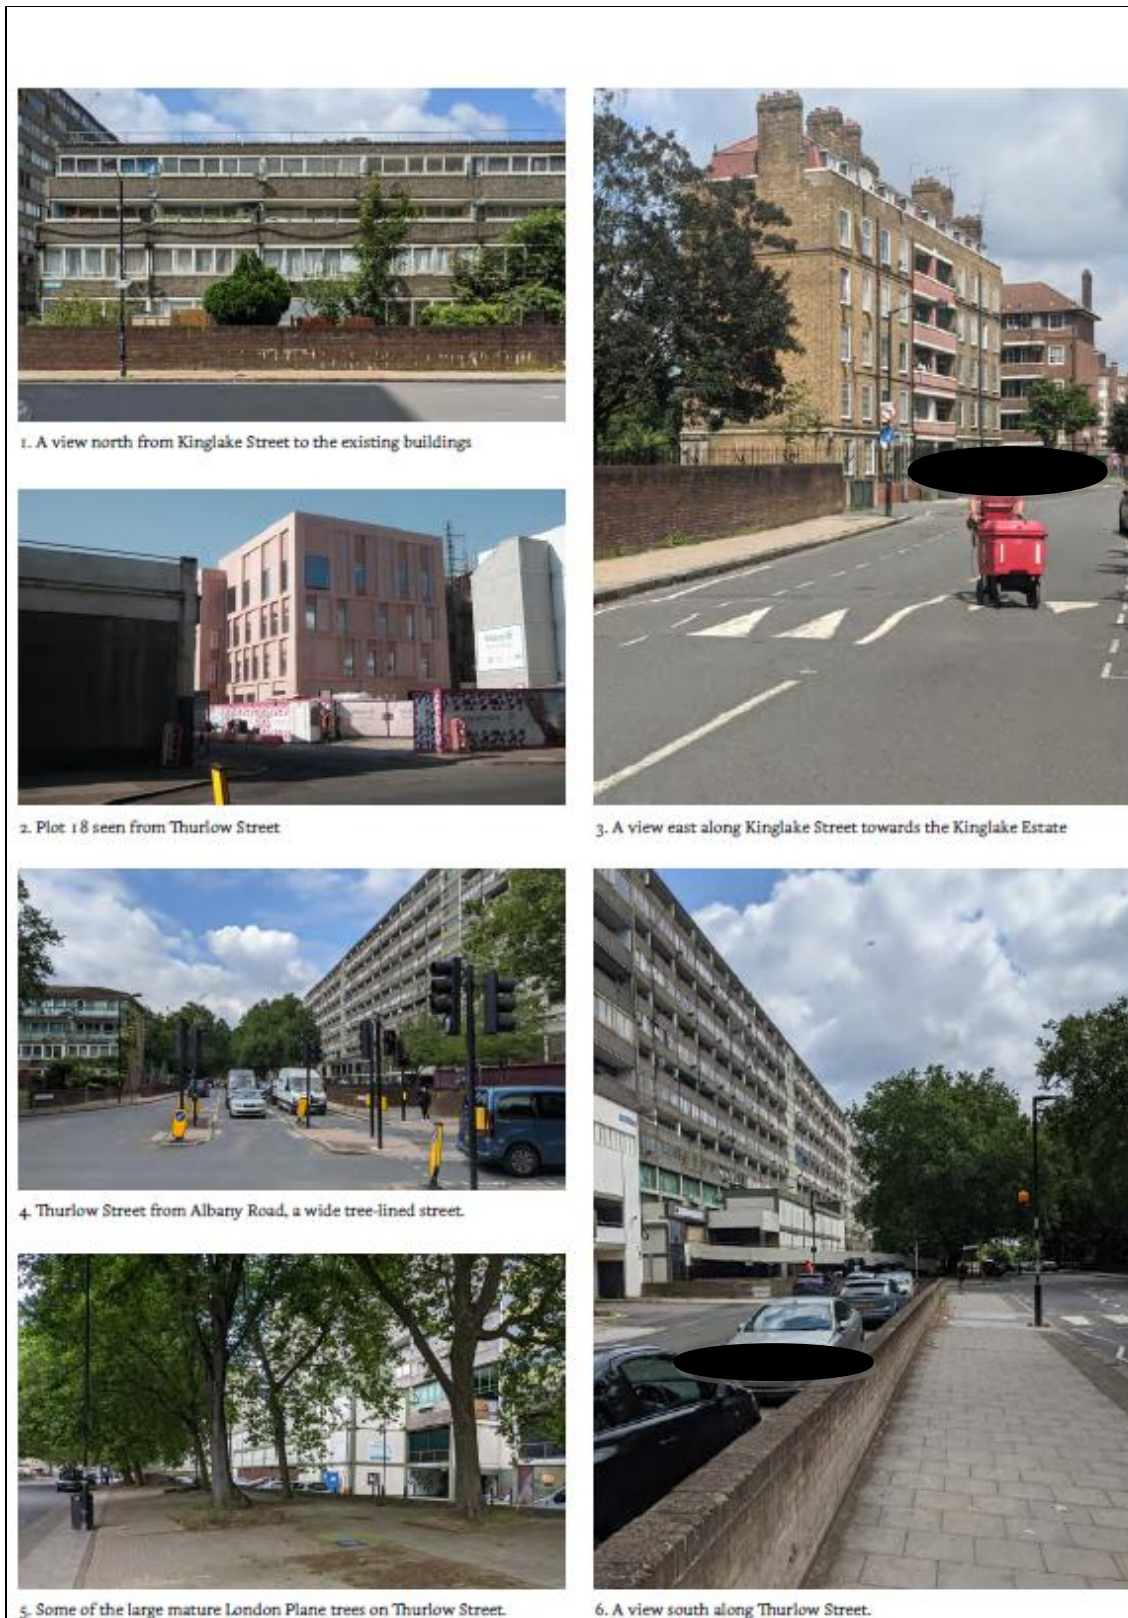 1. A view north from Kinglake Street to the existing buildings
2. Plot 18 seen from Thurlow Street
3. A view east along Kinglake Street towards the Kinglake Estate
4. Thurlow Street from Albany Road, a wide tree-lined street.
5. Some of the large mature London Plane trees on Thurlow Street.
6. A view south along Thurlow Street.